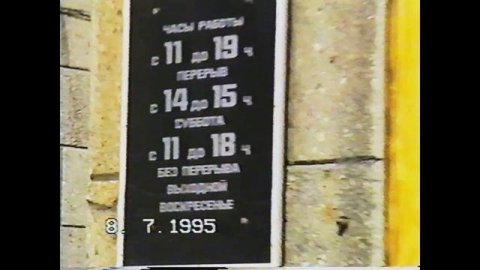 ЧАСЫ РАБОТЫ
с 11 до 19 ч
ПЕРЕРЫВ
с 14 до 15 ч
СУББОТА
с 11 до 18 ч
БЕЗ ПЕРЕРЫВА
ВЫХОДНОЙ
ВОСКРЕСЕНЬЕ
8. 7.1995